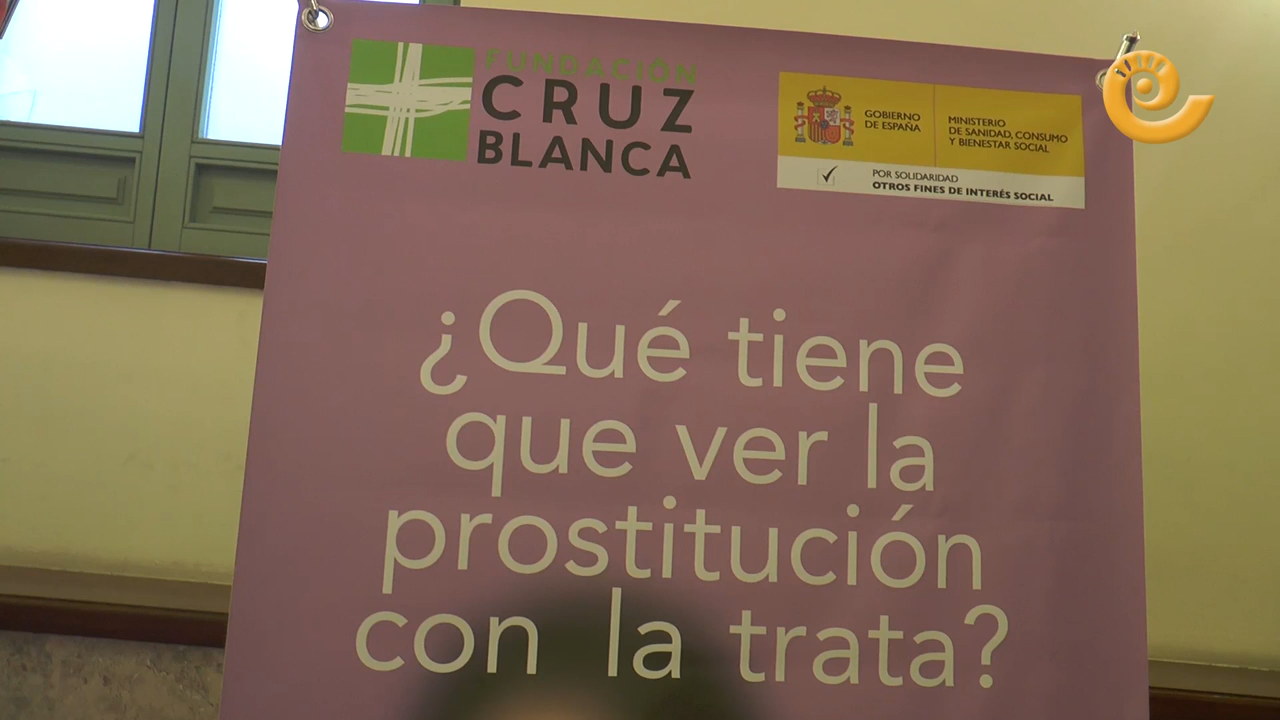 FUNDACIÓN
CRUZ
BLANCA
GOBIERNO
DE ESPAÑA
MINISTERIO
DE SANIDAD, CONSUMO
Y BIENESTAR SOCIAL
POR SOLIDARIDAD
OTROS FINES DE INTERÉS SOCIAL
¿Qué tiene
que ver la
prostitución
con la trata?